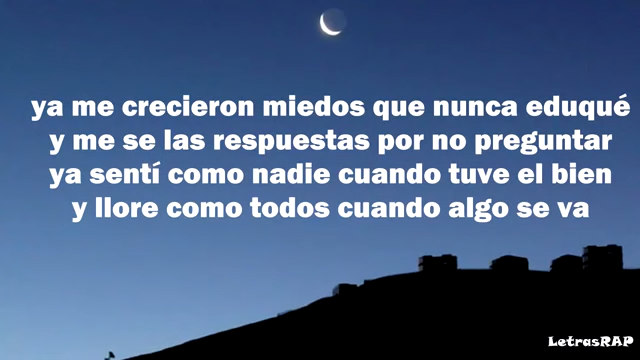 ya me crecieron miedos que nunca eduqué
y me se las respuestas por no preguntar
ya sentí como nadie cuando tuve el bien
y llore como todos cuando algo se va
LetrasRAP